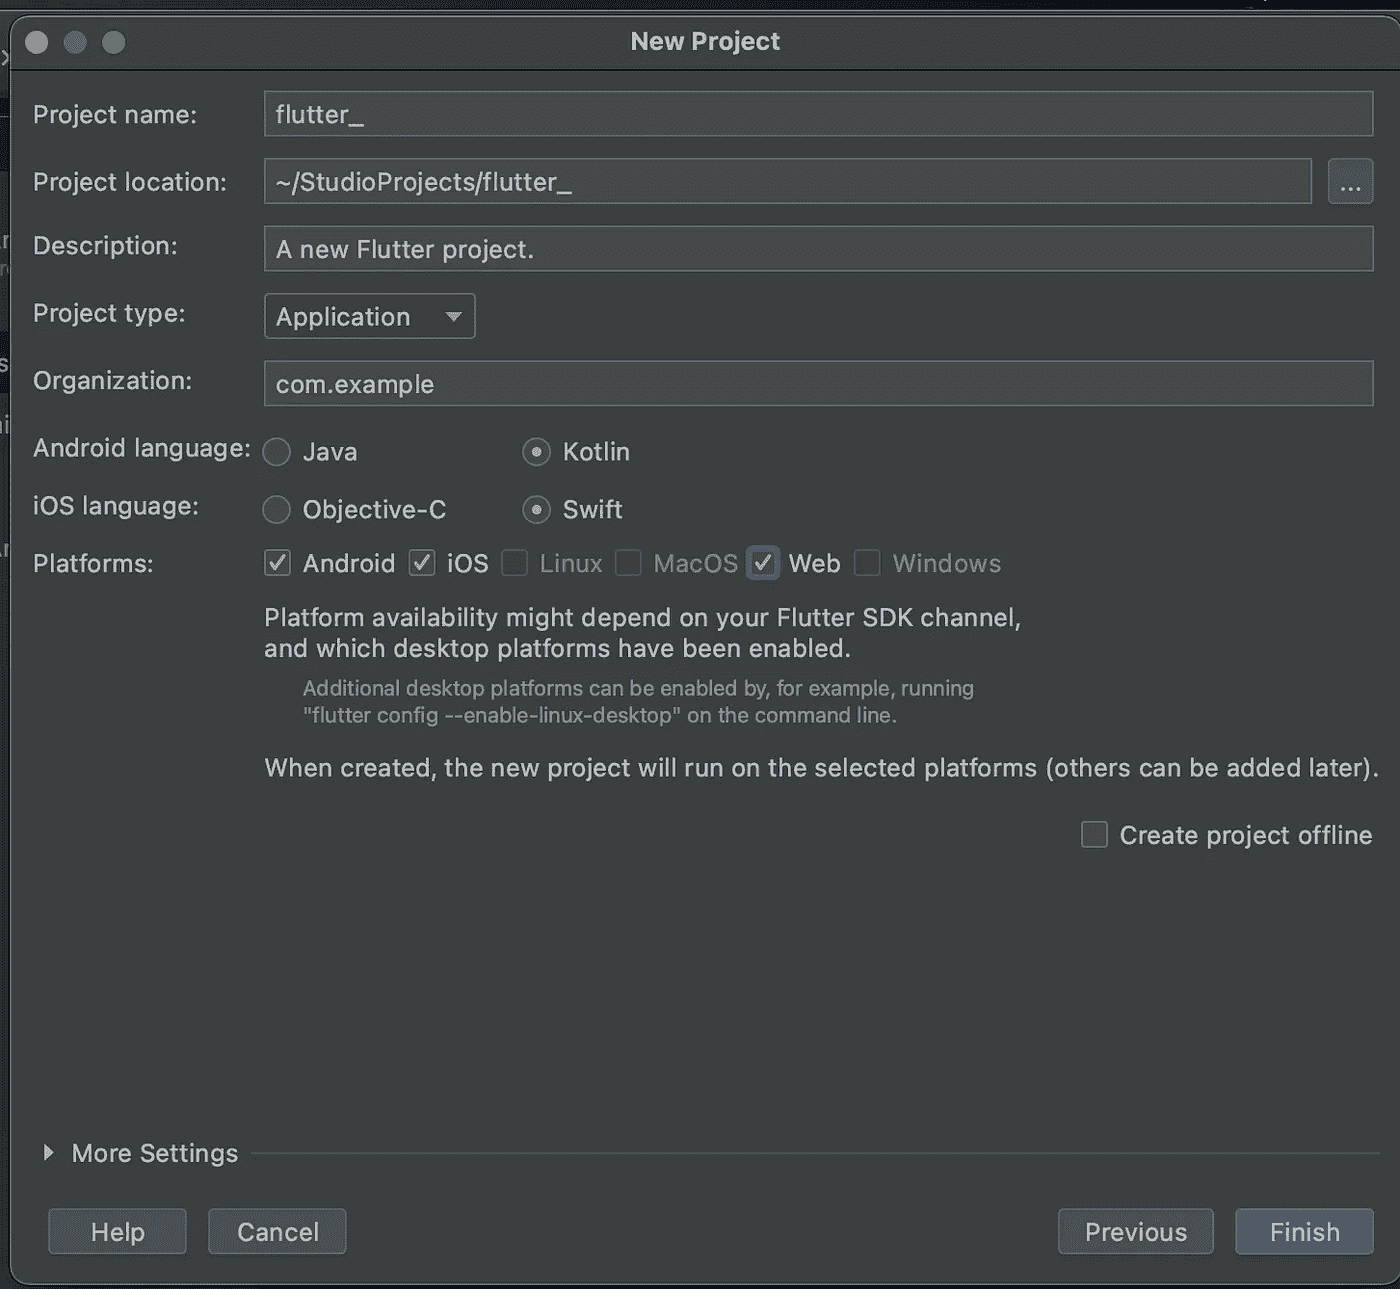 New Project
Project name: flutter_
Project location: ~/StudioProjects/flutter_ ...
Description: A new Flutter project.
Project type: Application
Organization: com.example
Android language: Java Kotlin
iOS language: Objective-C Swift
Platforms: Android iOS Linux MacOS Web Windows
Platform availability might depend on your Flutter SDK channel,
and which desktop platforms have been enabled.
Additional desktop platforms can be enabled by, for example, running
"flutter config --enable-linux-desktop" on the command line.
When created, the new project will run on the selected platforms (others can be added later).
Create project offline
More Settings
Help Cancel Previous Finish